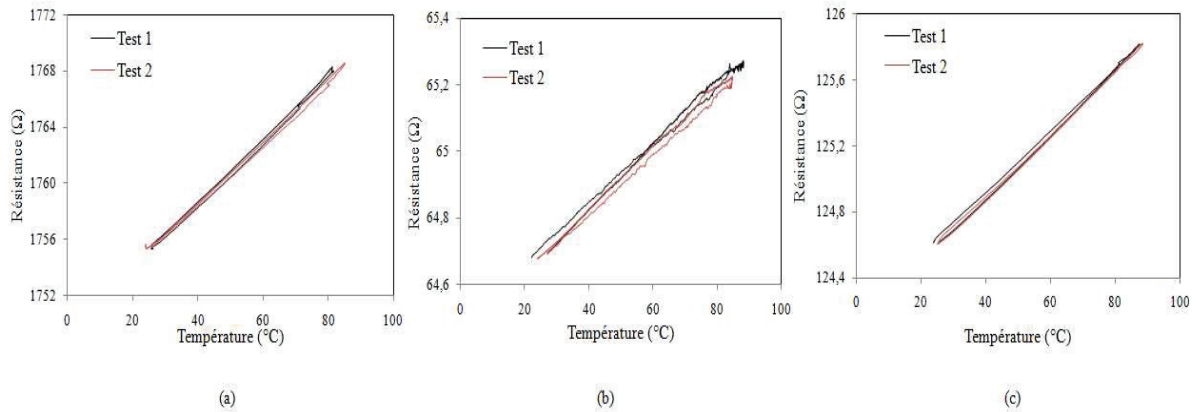 1772
1768
1764
1760
1756
1752
Résistance (Ω)
Test 1
Test 2
0 20 40 60 80 100
Température (°C)
(a)
65,4
65,2
65
64,8
64,6
Résistance (Ω)
Test 1
Test 2
0 20 40 60 80 100
Température (°C)
(b)
126
125,6
125,2
124,8
124,4
Résistance (Ω)
Test 1
Test 2
0 20 40 60 80 100
Température (°C)
(c)